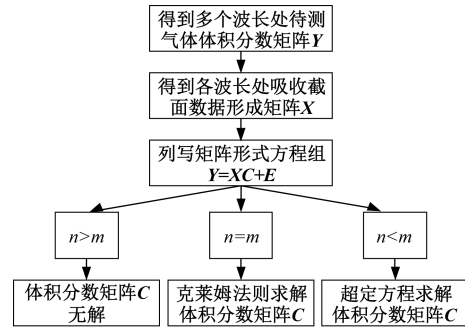 得到多个波长处待测
气体体积分数矩阵Y
得到各波长处吸收截
面数据形成矩阵X
列写矩阵形式方程组
Y=XC+E
n>m
n=m
n<m
体积分数矩阵C
无解
克莱姆法则求解
体积分数矩阵C
超定方程求解
体积分数矩阵C